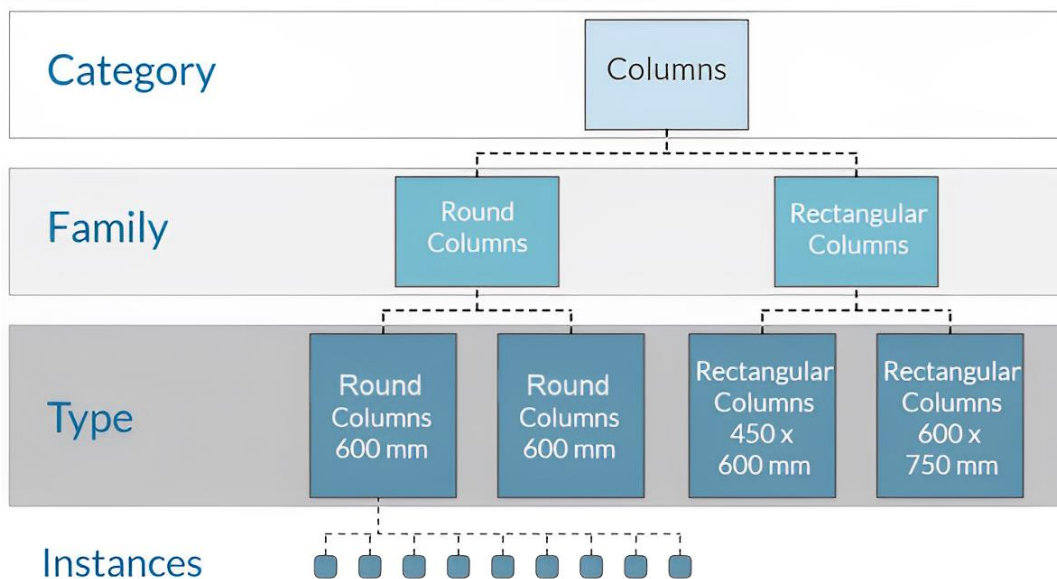 Category
Columns
Family
Round
Columns
Rectangular
Columns
Type
Round
Columns
600 mm
Round
Columns
600 mm
Rectangular
Columns
450 x
600 mm
Rectangular
Columns
600 x
750 mm
Instances